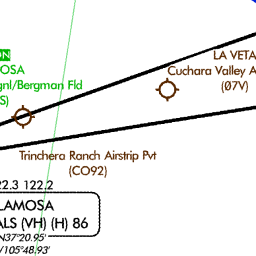 ON
OSA
gnl/Bergman Fld
S)
LA VETA
Cuchara Valley A
(07V)
Trinchera Ranch Airstrip Pvt
(CO92)
22.3 122.2
LAMOSA
ALS (VH) (H) 86
N37°20.95'
/105°48.93'